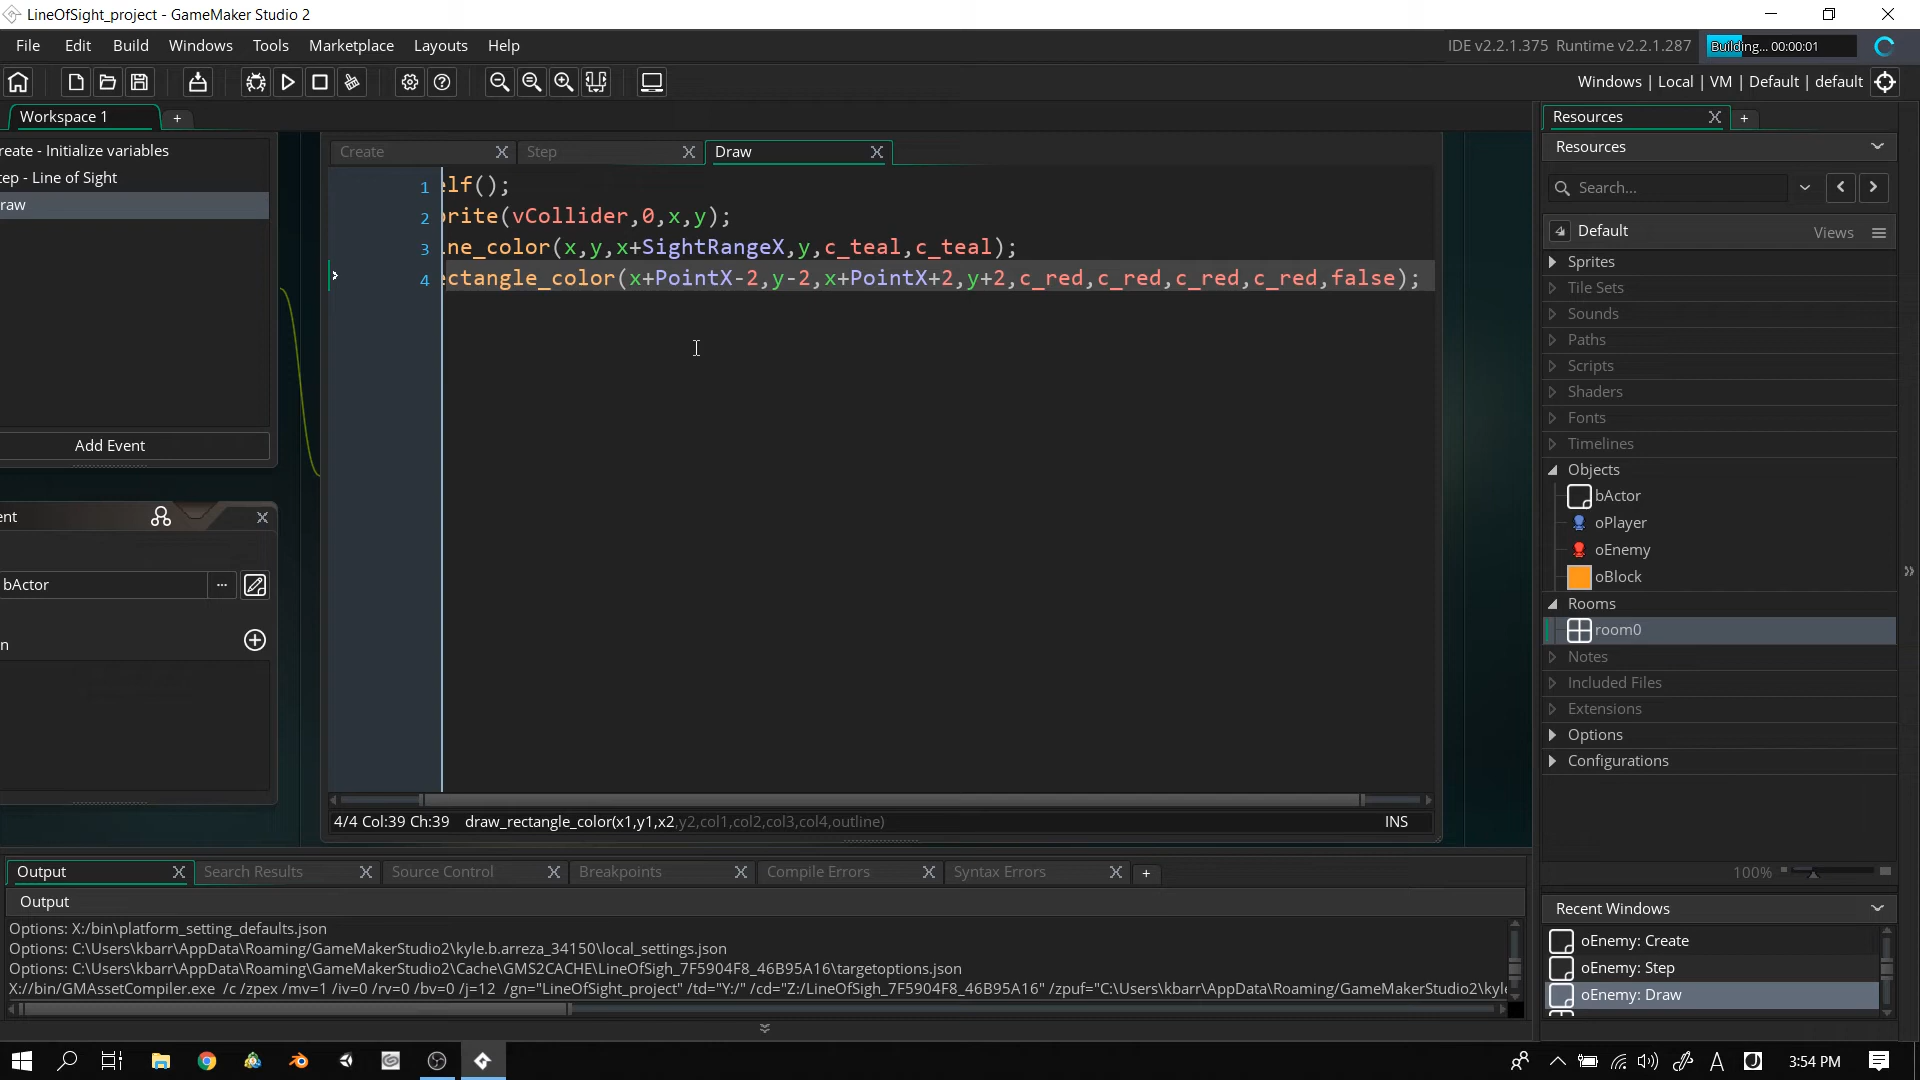 LineOfSight_project - GameMaker Studio 2
File Edit Build Windows Tools Marketplace Layouts Help
IDE v2.2.1.375 Runtime v2.2.1.287
Building... 00:00:01
Windows | Local | VM | Default | default
Workspace 1
+
reate - Initialize variables
tep - Line of Sight
raw
Add Event
ent
bActor
...
n
Create Step Draw
1 elf();
2 prite(vCollider,0,x,y);
3 ine_color(x,y,x+SightRangeX,y,c_teal,c_teal);
4 ectangle_color(x+PointX-2,y-2,x+PointX+2,y+2,c_red,c_red,c_red,c_red,false);
4/4 Col:39 Ch:39 draw_rectangle_color(x1,y1,x2,y2,col1,col2,col3,col4,outline)
INS
Resources
+
Resources
Search...
Default
Views
Sprites
Tile Sets
Sounds
Paths
Scripts
Shaders
Fonts
Timelines
Objects
bActor
oPlayer
oEnemy
oBlock
Rooms
room0
Notes
Included Files
Extensions
Options
Configurations
100%
Recent Windows
oEnemy: Create
oEnemy: Step
oEnemy: Draw
Output Search Results Source Control Breakpoints Compile Errors Syntax Errors +
Output
Options: X:/bin\platform_setting_defaults.json
Options: C:\Users\kbarr\AppData\Roaming/GameMakerStudio2\kyle.b.arreza_34150\local_settings.json
Options: C:\Users\kbarr\AppData\Roaming\GameMakerStudio2\Cache\GMS2CACHE\LineOfSigh_7F5904F8_46B95A16\targetoptions.json
X://bin/GMAssetCompiler.exe /c /zpex /mv=1 /iv=0 /rv=0 /bv=0 /j=12 /gn="LineOfSight_project" /td="Y:/" /cd="Z:/LineOfSigh_7F5904F8_46B95A16" /zpuf="C:\Users\kbarr\AppData\Roaming/GameMakerStudio2\kyle
3:54 PM